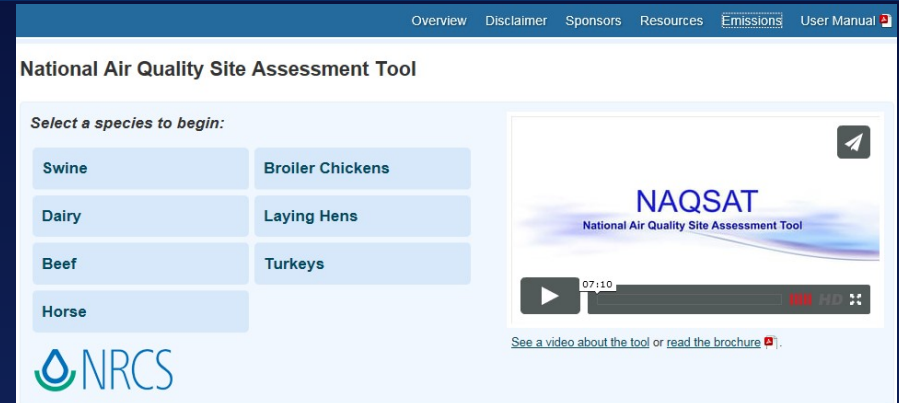 Overview Disclaimer Sponsors Resources Emissions User Manual
National Air Quality Site Assessment Tool
Select a species to begin:
Swine
Broiler Chickens
Dairy
Laying Hens
Beef
Turkeys
Horse
NRCS
NAQSAT
National Air Quality Site Assessment Tool
07:10
HD
See a video about the tool or read the brochure.